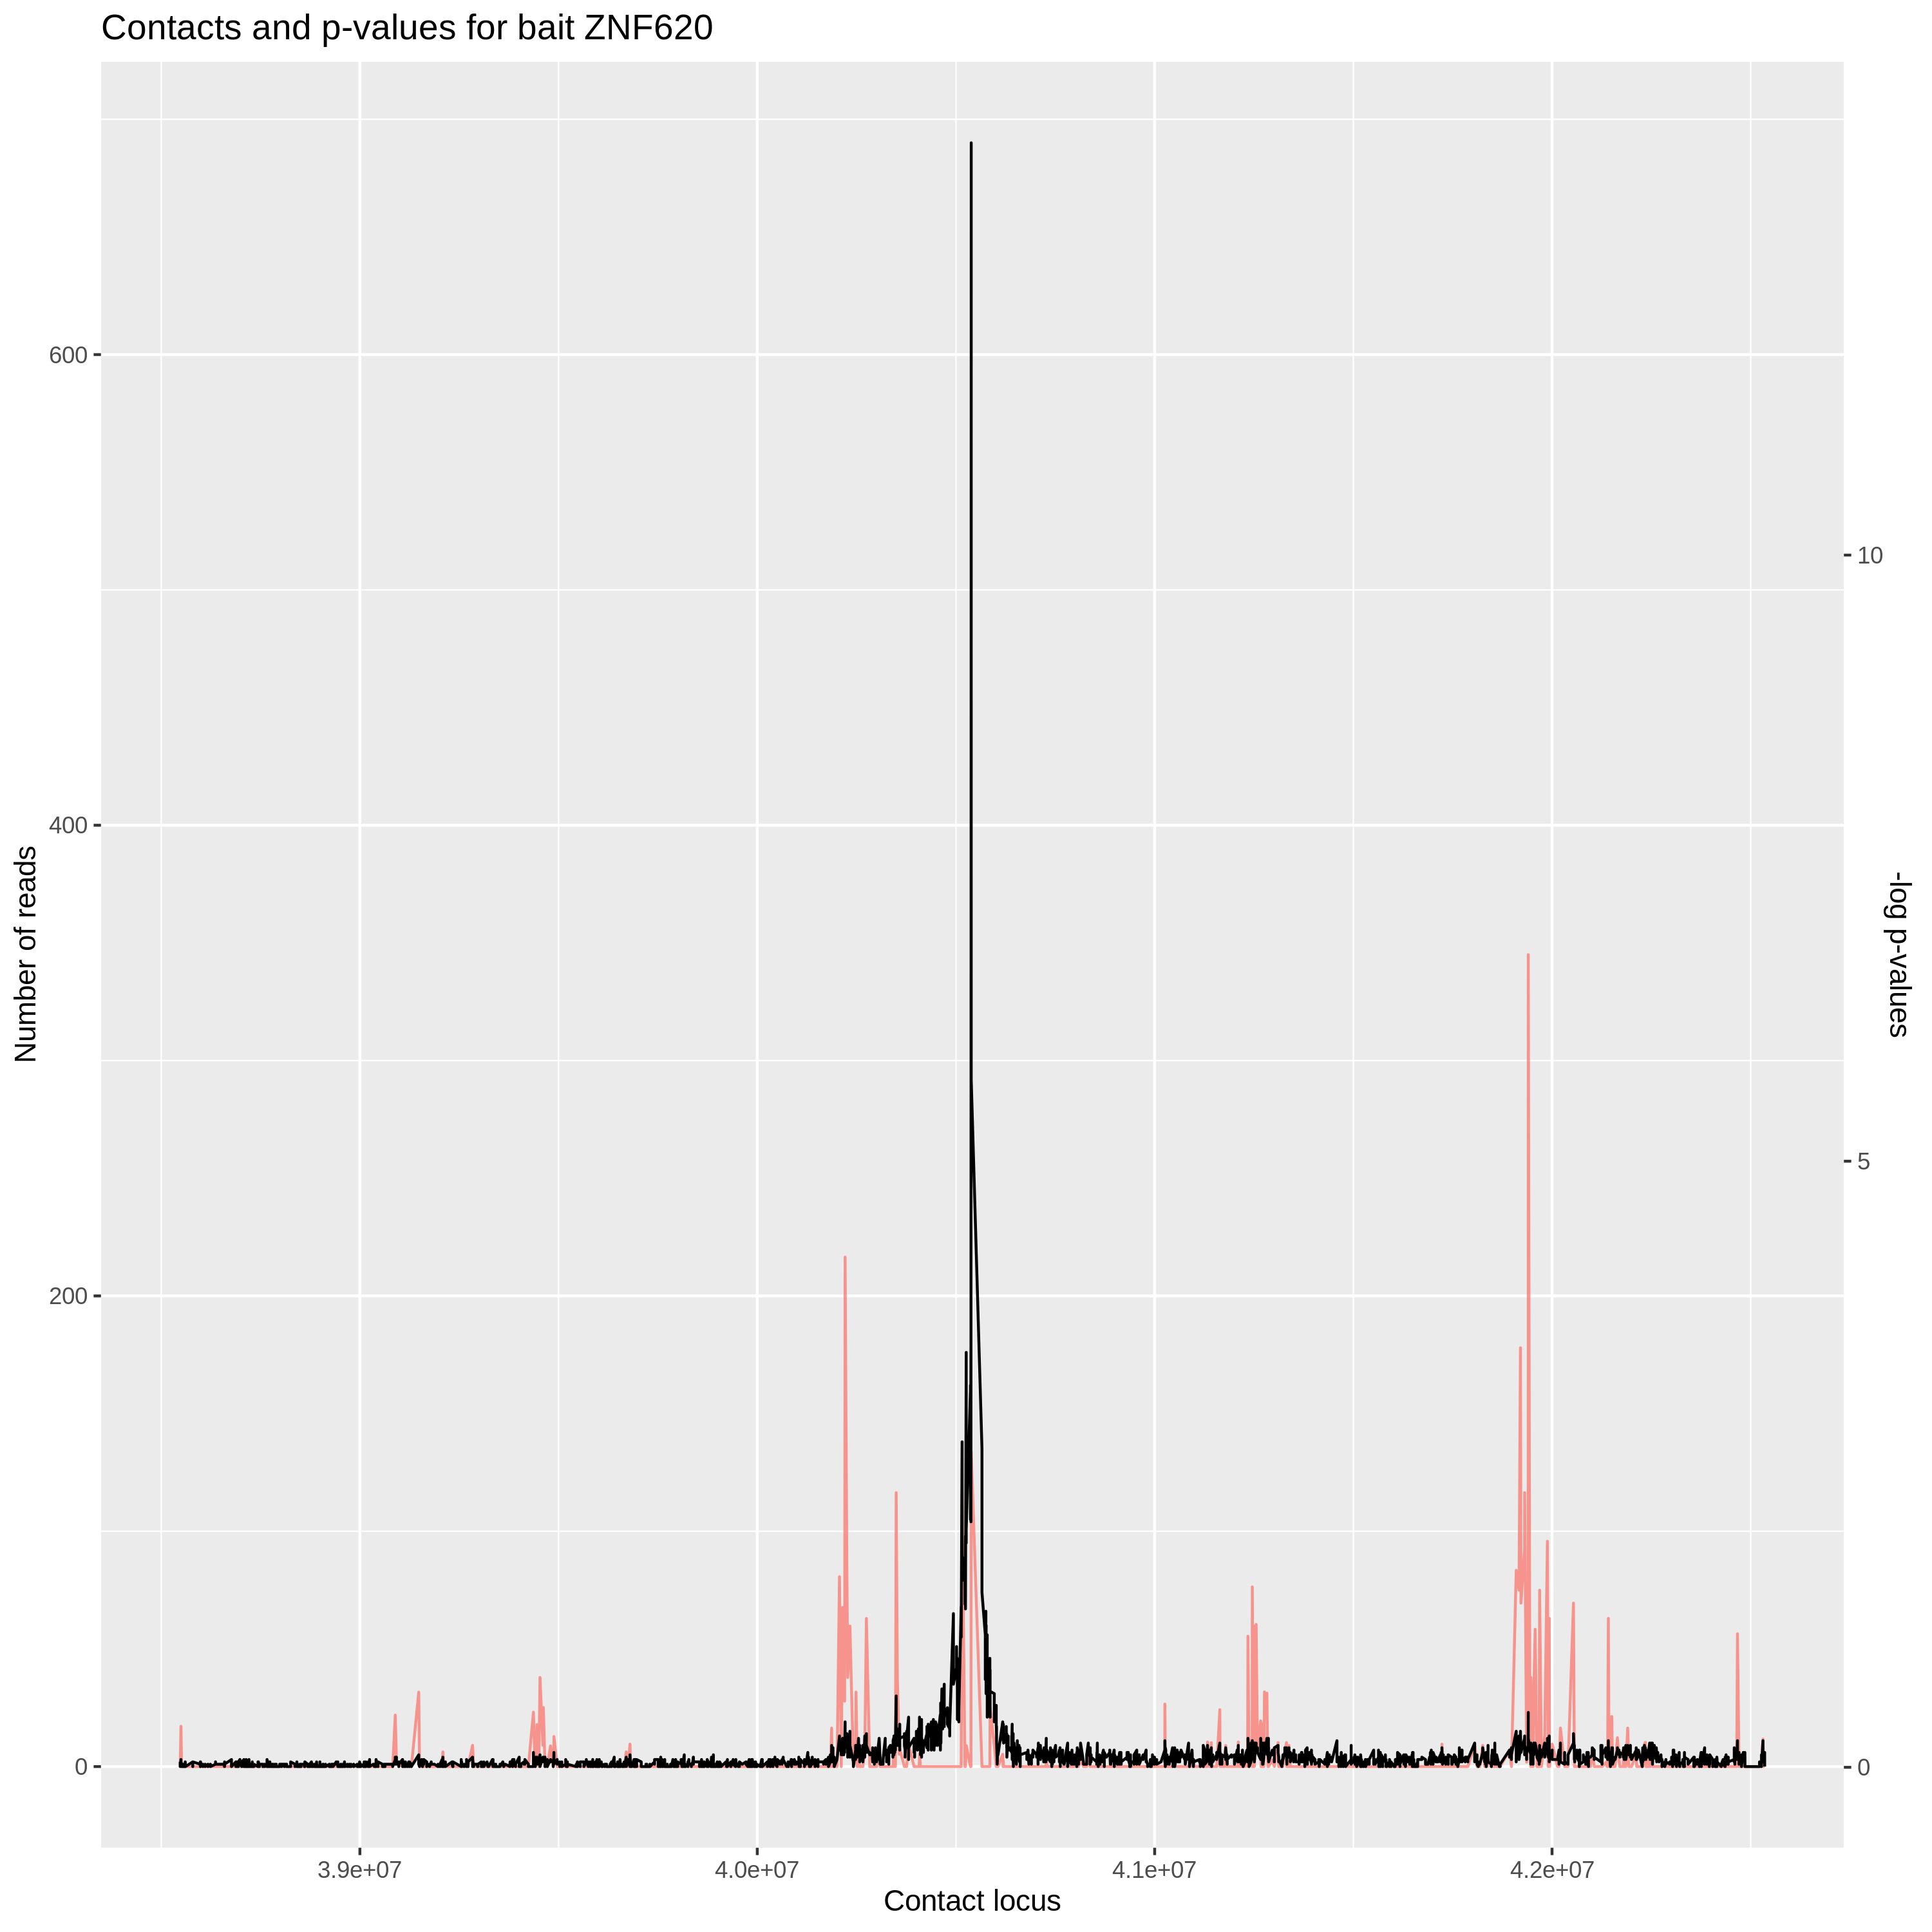 Contacts and p-values for bait ZNF620
600
400
200
0
Number of reads
10
5
0
-log p-values
3.9e+07
4.0e+07
4.1e+07
4.2e+07
Contact locus